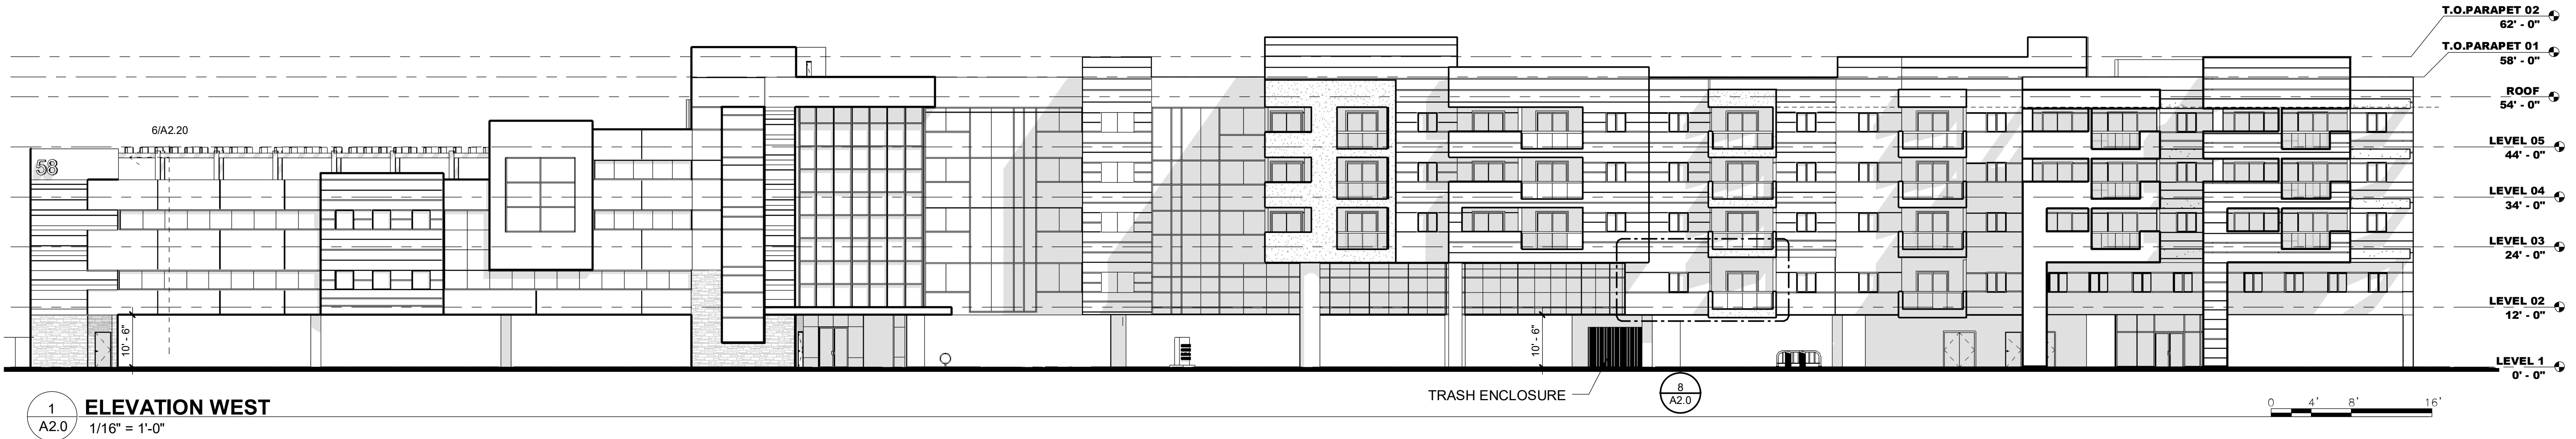 T.O.PARAPET 02
62' - 0"
T.O.PARAPET 01
58' - 0"
ROOF
54' - 0"
6/A2.20
LEVEL 05
44' - 0"
58
LEVEL 04
34' - 0"
LEVEL 03
24' - 0"
LEVEL 02
12' - 0"
10' - 6"
10' - 6"
LEVEL 1
0' - 0"
TRASH ENCLOSURE
8
A2.0
1
A2.0
ELEVATION WEST
1/16" = 1'-0"
0 4' 8' 16'